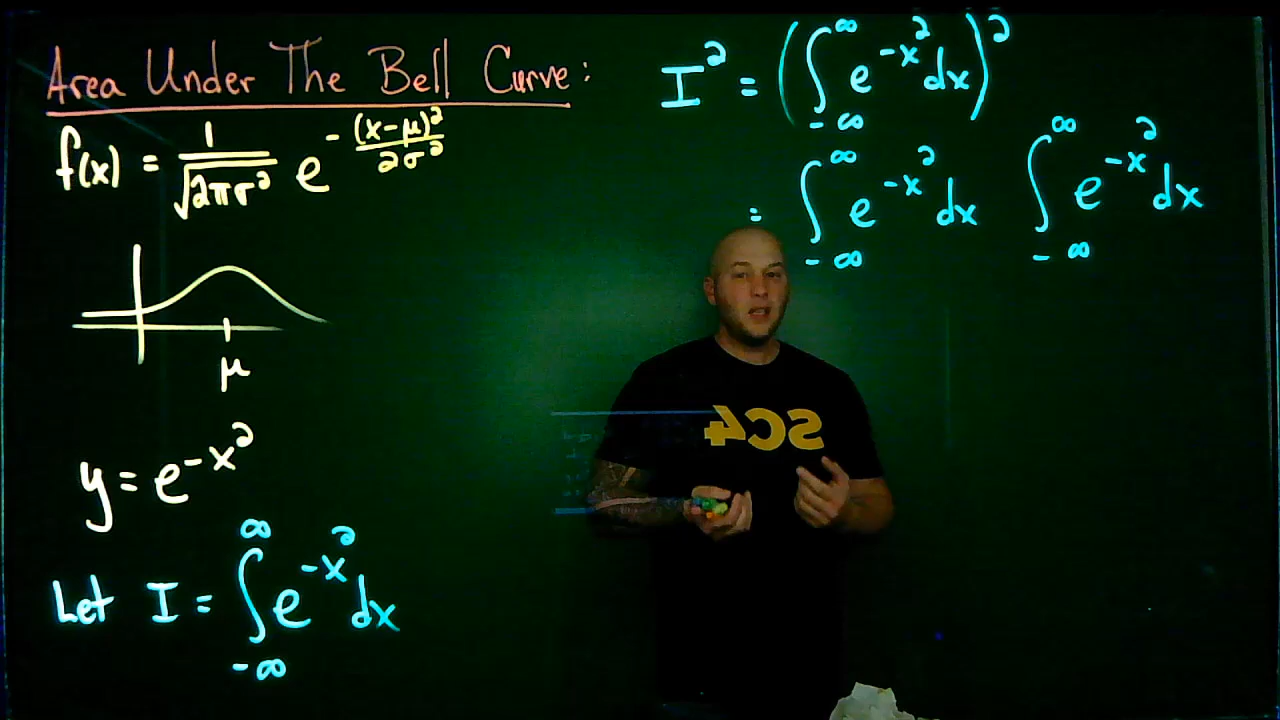 Area Under The Bell Curve:
f(x) = 1/√(2πσ²) e^(-(x-μ)²/(2σ²))
μ
y = e^(-x²)
Let I = ∫_{-∞}^{∞} e^(-x²) dx
I² = (∫_{-∞}^{∞} e^(-x²) dx)²
= ∫_{-∞}^{∞} e^(-x²) dx ∫_{-∞}^{∞} e^(-x²) dx
SC4